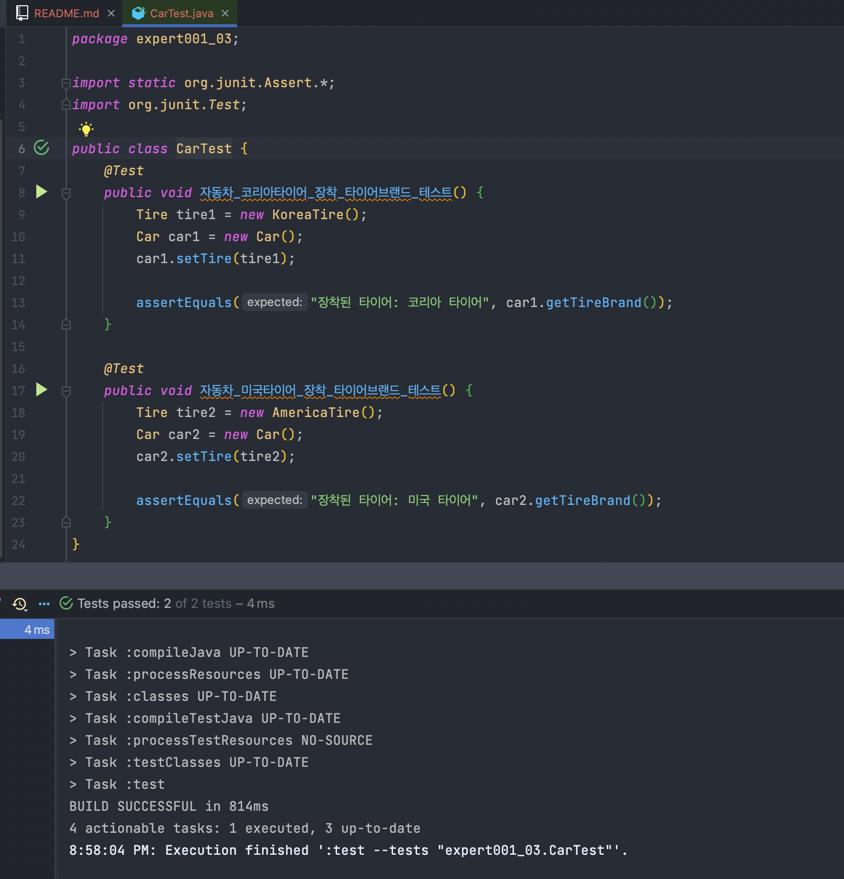 README.md CarTest.java
1 package expert001_03;
2
3 import static org.junit.Assert.*;
4 import org.junit.Test;
5
6 public class CarTest {
7 @Test
8 public void 자동차_코리아타이어_장착_타이어브랜드_테스트() {
9 Tire tire1 = new KoreaTire();
10 Car car1 = new Car();
11 car1.setTire(tire1);
12
13 assertEquals( expected: "장착된 타이어: 코리아 타이어", car1.getTireBrand());
14 }
15
16 @Test
17 public void 자동차_미국타이어_장착_타이어브랜드_테스트() {
18 Tire tire2 = new AmericaTire();
19 Car car2 = new Car();
20 car2.setTire(tire2);
21
22 assertEquals( expected: "장착된 타이어: 미국 타이어", car2.getTireBrand());
23 }
24 }
Tests passed: 2 of 2 tests – 4 ms
4 ms
> Task :compileJava UP-TO-DATE
> Task :processResources UP-TO-DATE
> Task :classes UP-TO-DATE
> Task :compileTestJava UP-TO-DATE
> Task :processTestResources NO-SOURCE
> Task :testClasses UP-TO-DATE
> Task :test
BUILD SUCCESSFUL in 814ms
4 actionable tasks: 1 executed, 3 up-to-date
8:58:04 PM: Execution finished ':test --tests "expert001_03.CarTest"'.